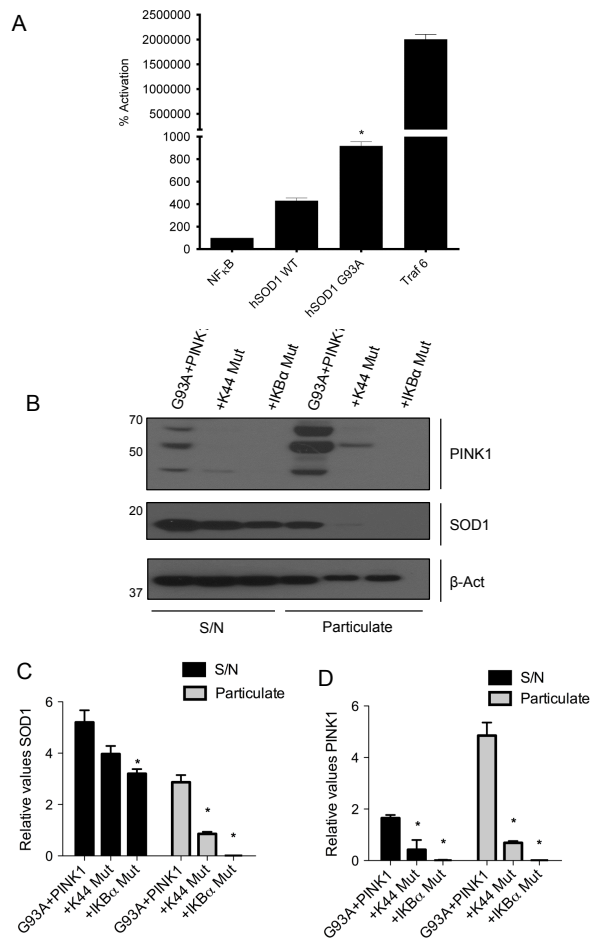 A
% Activation
2000000
1500000
1000000
500000
1000
800
600
400
200
0
*
NFκB
hSOD1 WT
hSOD1 G93A
Traf 6
B
G93A+PINK1
+K44 Mut
+IKBα Mut
G93A+PINK1
+K44 Mut
+IKBα Mut
70
50
PINK1
20
SOD1
37
β-Act
S/N
Particulate
C
S/N
Particulate
Relative values SOD1
6
4
2
0
*
*
*
G93A+PINK1
+K44 Mut
+IKBα Mut
G93A+PINK1
+K44 Mut
+IKBα Mut
D
S/N
Particulate
Relative values PINK1
6
4
2
0
*
*
*
*
G93A+PINK1
+K44 Mut
+IKBα Mut
G93A+PINK1
+K44 Mut
+IKBα Mut